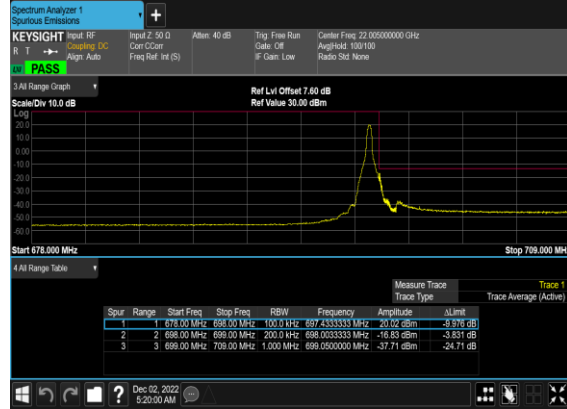 Spectrum Analyzer 1
Spurious Emissions
+
KEYSIGHT Input: RF Input Z: 50 Ω Atten: 40 dB Trig: Free Run Center Freq: 22.005000000 GHz
R T Coupling: DC Corr CCorr Gate: Off Avg|Hold: 100/100
Align: Auto Freq Ref: Int (S) IF Gain: Low Radio Std: None
PASS
3 All Range Graph
Ref Lvl Offset 7.60 dB
Scale/Div 10.0 dB Ref Value 30.00 dBm
Log
20.0
10.0
0.00
-10.0
-20.0
-30.0
-40.0
-50.0
-60.0
Start 678.000 MHz Stop 709.000 MH
4 All Range Table
Measure Trace Trace 1
Trace Type Trace Average (Active)
Spur Range Start Freq Stop Freq RBW Frequency Amplitude ΔLimit
1 1 678.00 MHz 698.00 MHz 100.0 kHz 697.4333333 MHz 20.02 dBm -9.976 dB
2 2 698.00 MHz 699.00 MHz 200.0 kHz 698.0033333 MHz -16.83 dBm -3.831 dB
3 3 699.00 MHz 709.00 MHz 1.000 MHz 699.0500000 MHz -37.71 dBm -24.71 dB
? Dec 02, 2022
5:20:00 AM